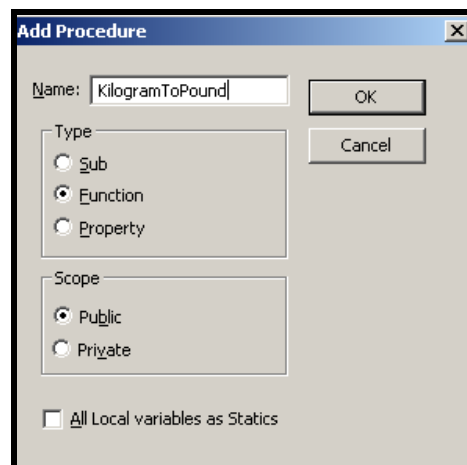 Add Procedure
Name: KilogramToPound
OK
Cancel
Type
Sub
Function
Property
Scope
Public
Private
All Local variables as Statics